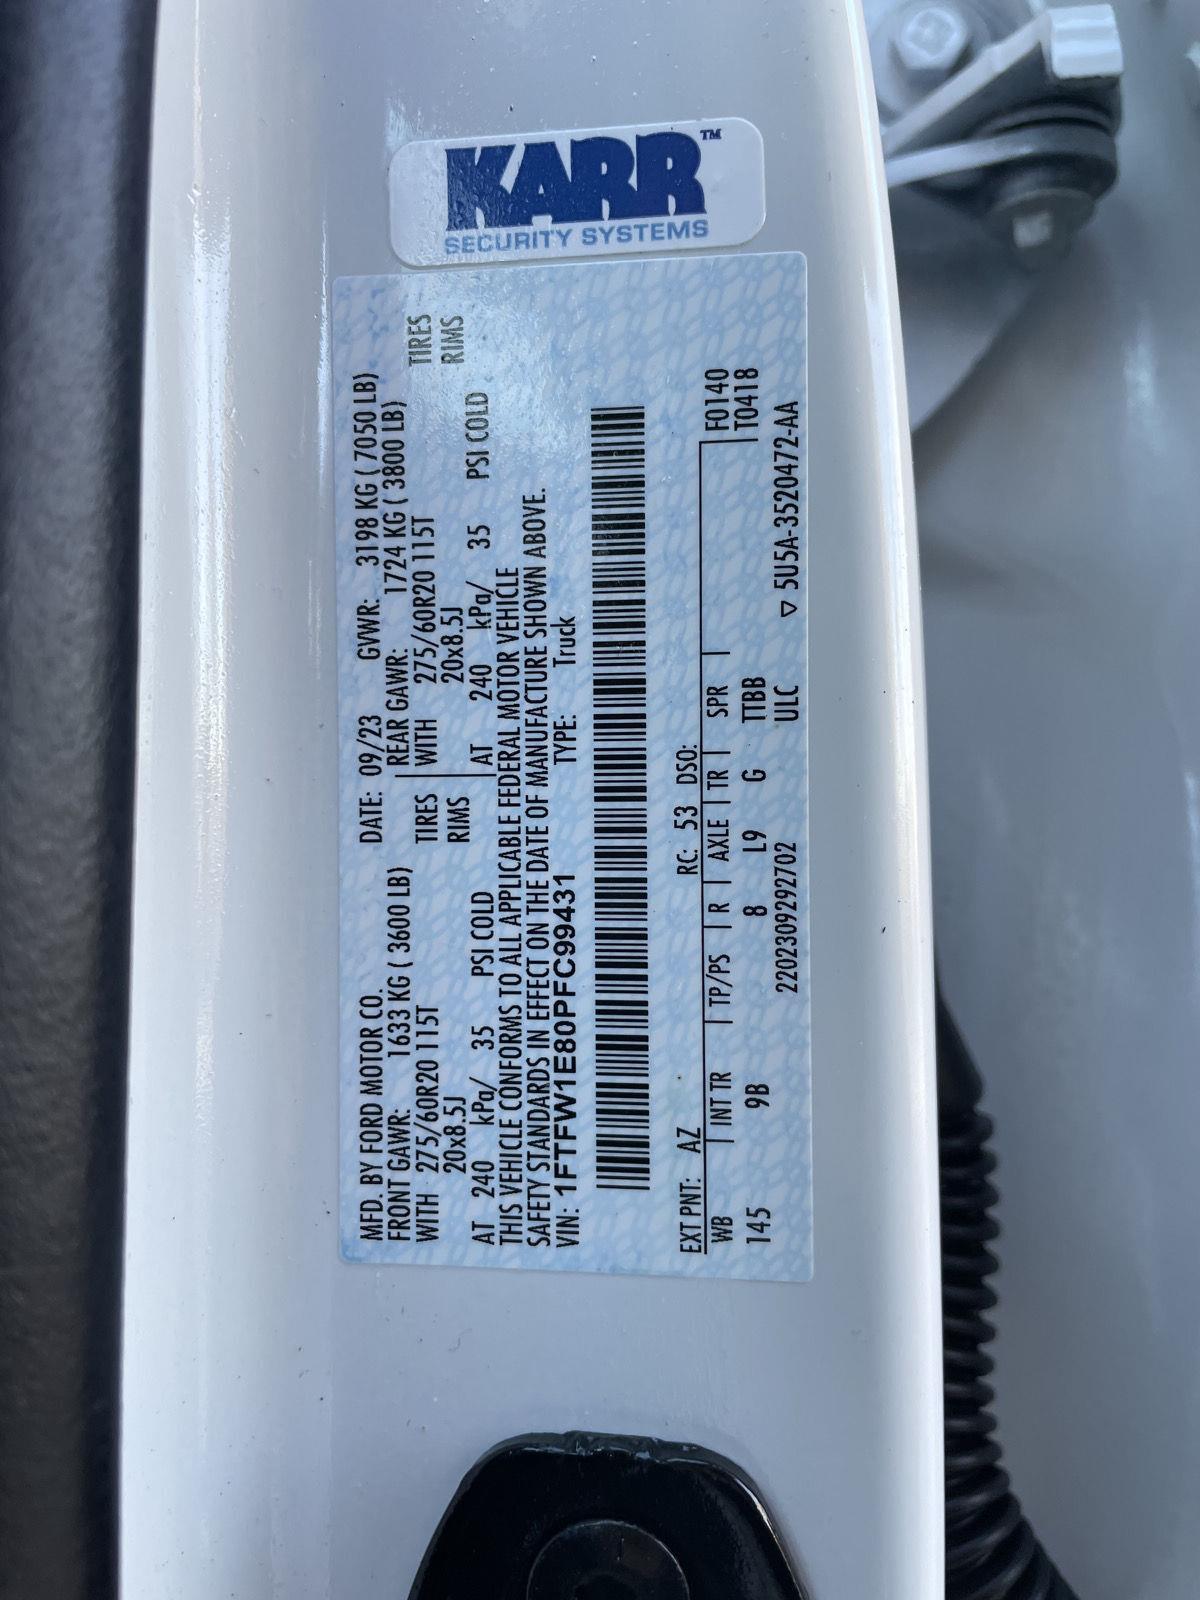 KARR™
SECURITY SYSTEMS
MFD. BY FORD MOTOR CO. DATE: 09/23 GVWR: 3198 KG ( 7050 LB)
FRONT GAWR: 1633 KG ( 3600 LB) REAR GAWR: 1724 KG ( 3800 LB)
WITH 275/60R20 115T TIRES WITH 275/60R20 115T TIRES
20x8.5J RIMS 20x8.5J RIMS
AT 240 kPa/ 35 PSI COLD AT 240 kPa/ 35 PSI COLD
THIS VEHICLE CONFORMS TO ALL APPLICABLE FEDERAL MOTOR VEHICLE
SAFETY STANDARDS IN EFFECT ON THE DATE OF MANUFACTURE SHOWN ABOVE.
VIN: 1FTFW1E80PFC99431 TYPE: Truck
EXT PNT: AZ RC: 53 DSO:
WB INT TR TP/PS R AXLE TR SPR F0140
145 9B 8 L9 G TTBB T0418
2202309292702 ULC ▽ 5U5A-3520472-AA